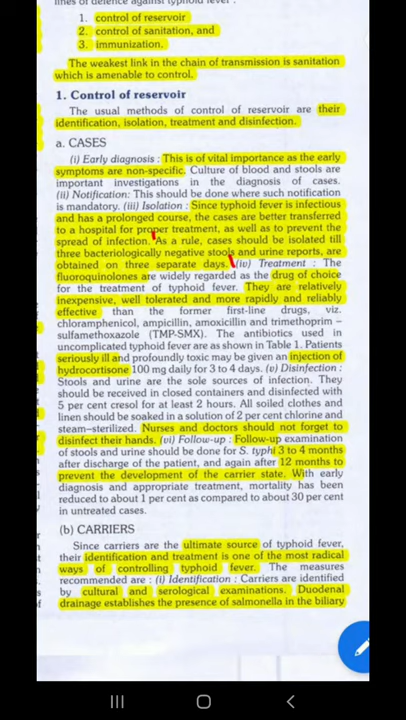 lines of defence against typhoid fever :
1. control of reservoir
2. control of sanitation, and
3. immunization.
The weakest link in the chain of transmission is sanitation
which is amenable to control.
1. Control of reservoir
The usual methods of control of reservoir are their
identification, isolation, treatment and disinfection.
a. CASES
(i) Early diagnosis : This is of vital importance as the early
symptoms are non-specific. Culture of blood and stools are
important investigations in the diagnosis of cases.
(ii) Notification: This should be done where such notification
is mandatory. (iii) Isolation : Since typhoid fever is infectious
and has a prolonged course, the cases are better transferred
to a hospital for proper treatment, as well as to prevent the
spread of infection. As a rule, cases should be isolated till
three bacteriologically negative stools and urine reports, are
obtained on three separate days. (iv) Treatment : The
fluoroquinolones are widely regarded as the drug of choice
for the treatment of typhoid fever. They are relatively
inexpensive, well tolerated and more rapidly and reliably
effective than the former first-line drugs, viz.
chloramphenicol, ampicillin, amoxicillin and trimethoprim –
sulfamethoxazole (TMP-SMX). The antibiotics used in
uncomplicated typhoid fever are as shown in Table 1. Patients
seriously ill and profoundly toxic may be given an injection of
hydrocortisone 100 mg daily for 3 to 4 days. (v) Disinfection :
Stools and urine are the sole sources of infection. They
should be received in closed containers and disinfected with
5 per cent cresol for at least 2 hours. All soiled clothes and
linen should be soaked in a solution of 2 per cent chlorine and
steam-sterilized. Nurses and doctors should not forget to
disinfect their hands. (vi) Follow-up : Follow-up examination
of stools and urine should be done for S. typhi 3 to 4 months
after discharge of the patient, and again after 12 months to
prevent the development of the carrier state. With early
diagnosis and appropriate treatment, mortality has been
reduced to about 1 per cent as compared to about 30 per cent
in untreated cases.
(b) CARRIERS
Since carriers are the ultimate source of typhoid fever,
their identification and treatment is one of the most radical
ways of controlling typhoid fever. The measures
recommended are : (i) Identification : Carriers are identified
by cultural and serological examinations. Duodenal
drainage establishes the presence of salmonella in the biliary